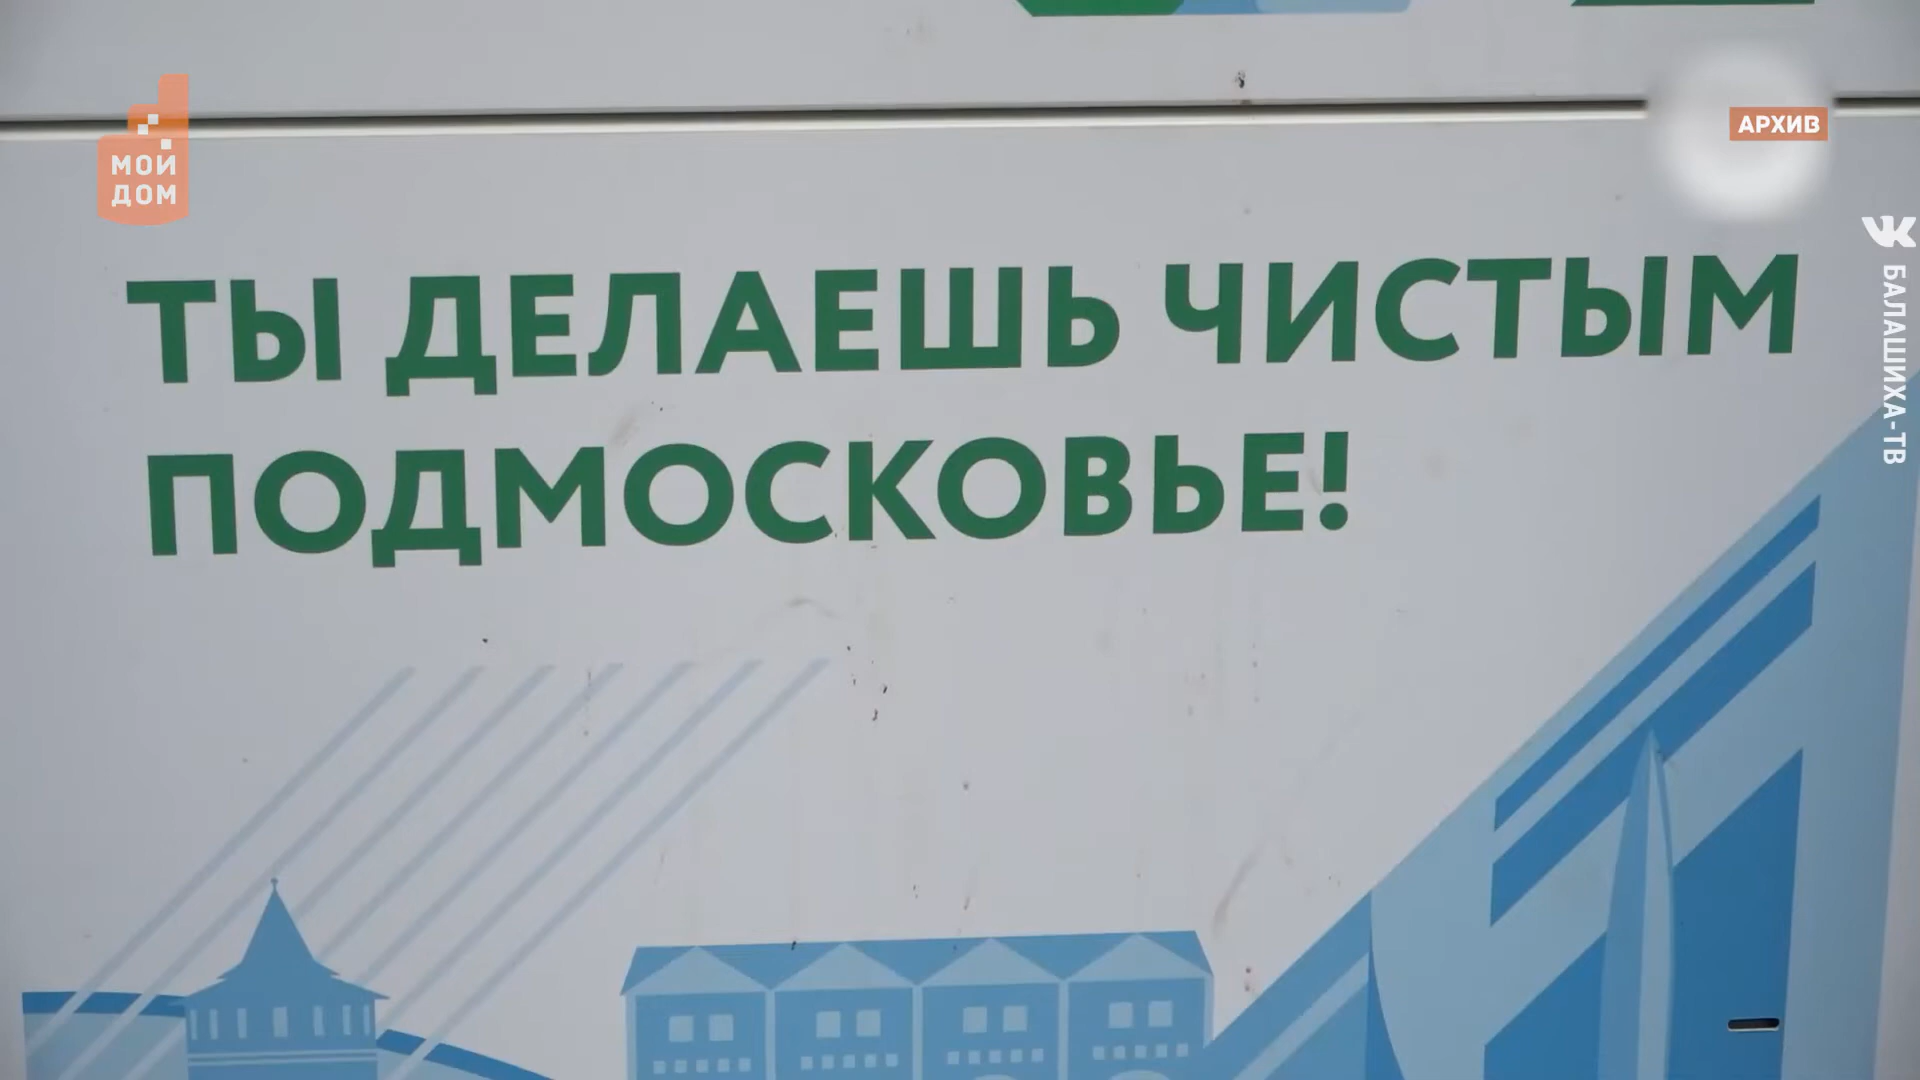 МОЙ
ДОМ
АРХИВ
ТЫ ДЕЛАЕШЬ ЧИСТЫМ
ПОДМОСКОВЬЕ!
БАЛАШИХА-ТВ